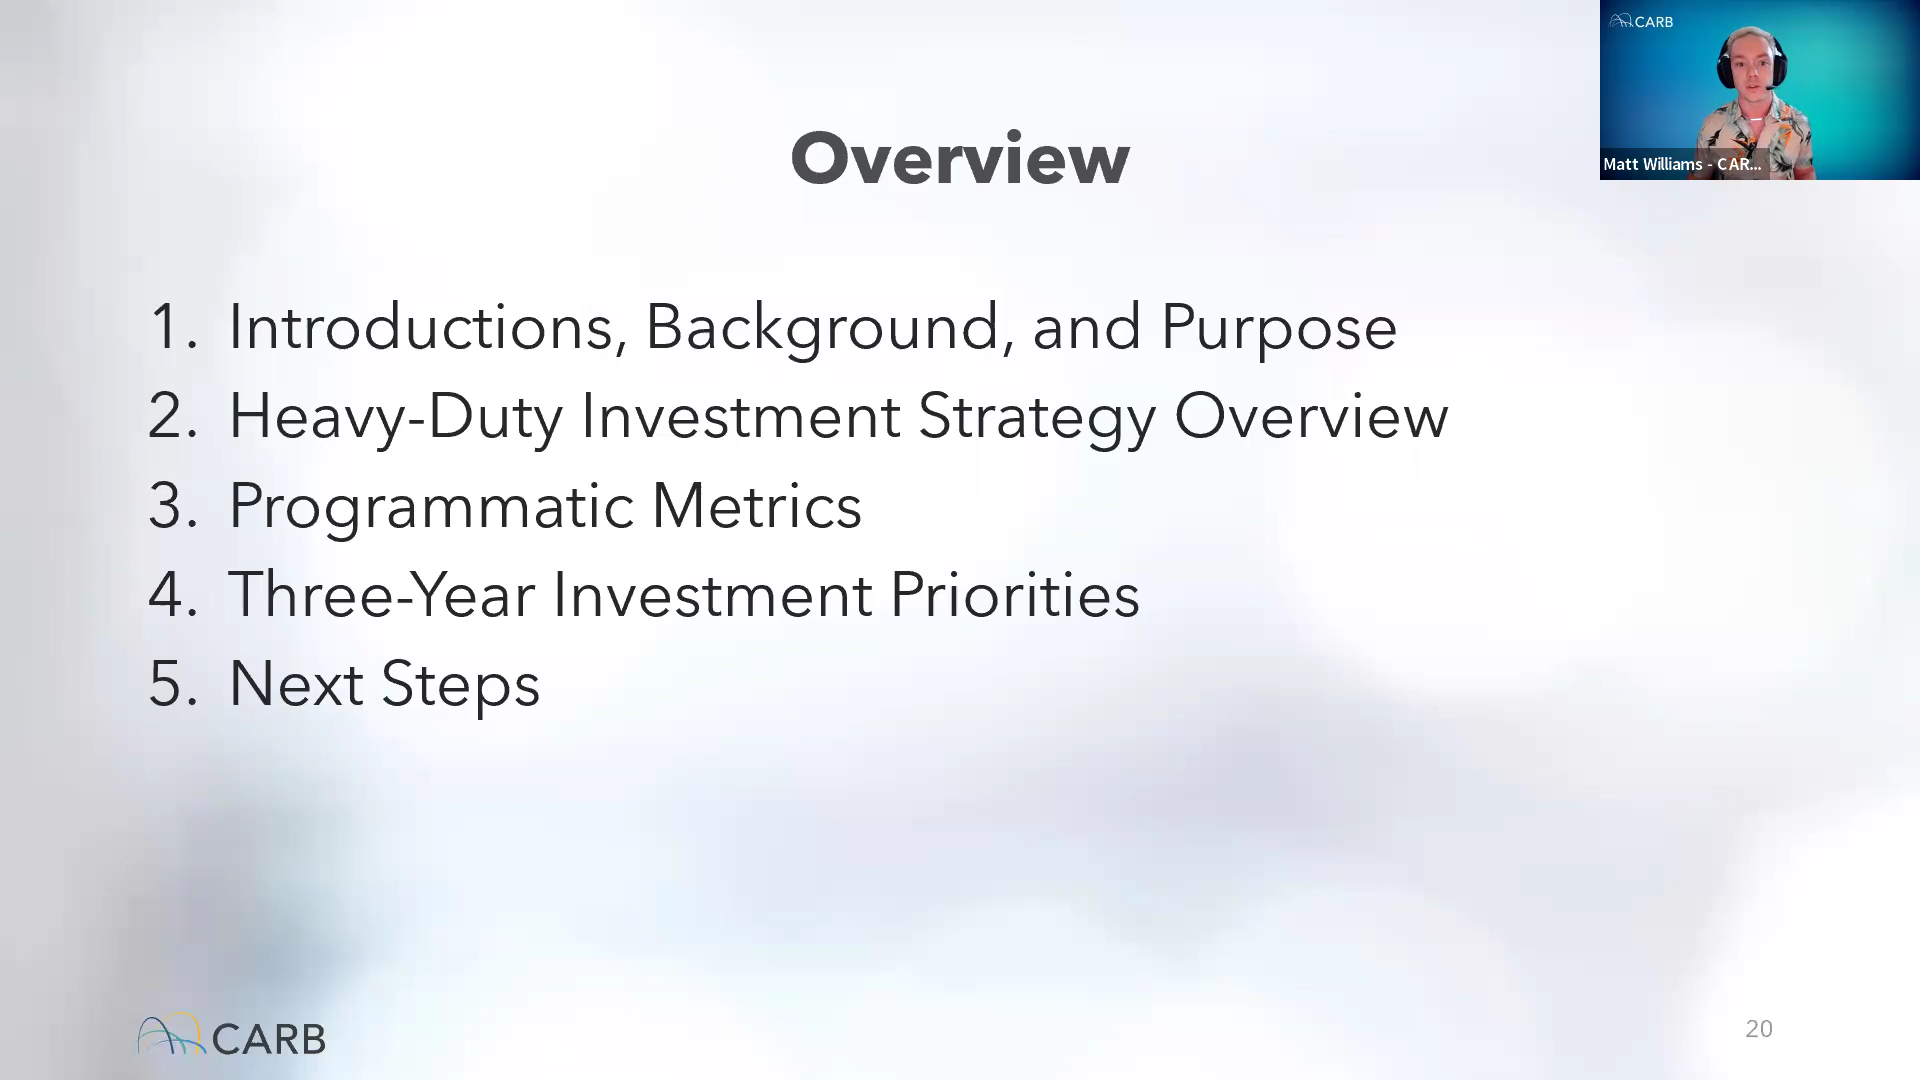 CARB
Matt Williams - CAR...
Overview
1. Introductions, Background, and Purpose
2. Heavy-Duty Investment Strategy Overview
3. Programmatic Metrics
4. Three-Year Investment Priorities
5. Next Steps
CARB
20